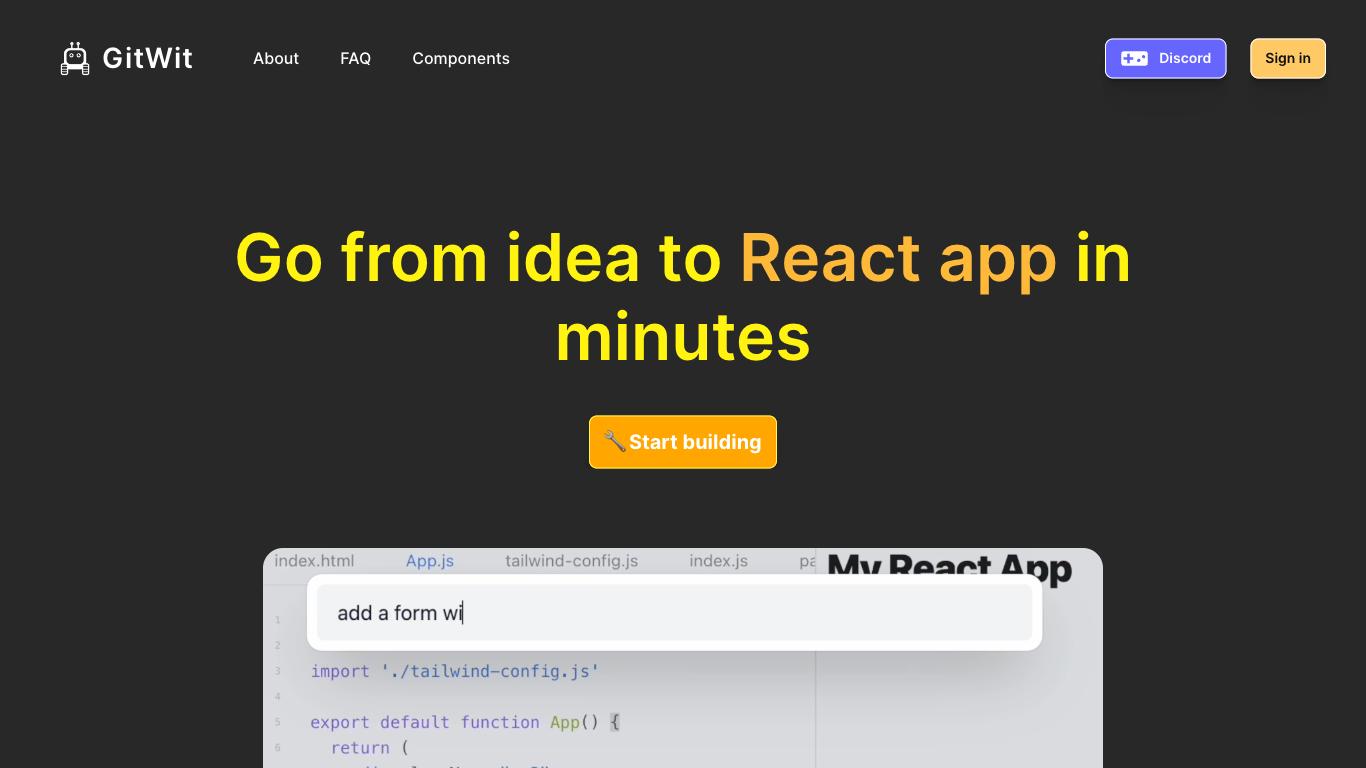 GitWit
About
FAQ
Components
Discord
Sign in
Go from idea to React app in
minutes
🔧Start building
index.html
App.js
tailwind-config.js
index.js
My React App
add a form wi
1
2
3 import './tailwind-config.js'
4
5 export default function App() {
6 return (